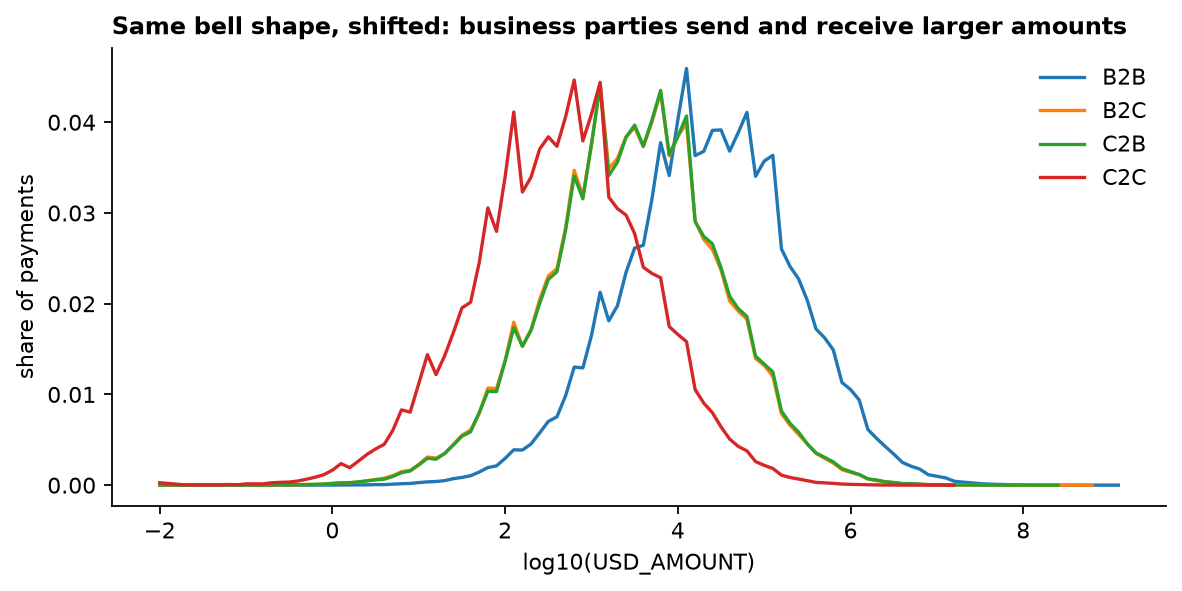 Same bell shape, shifted: business parties send and receive larger amounts
B2B
B2C
C2B
C2C
share of payments
0.04
0.03
0.02
0.01
0.00
−2
0
2
4
6
8
log10(USD_AMOUNT)